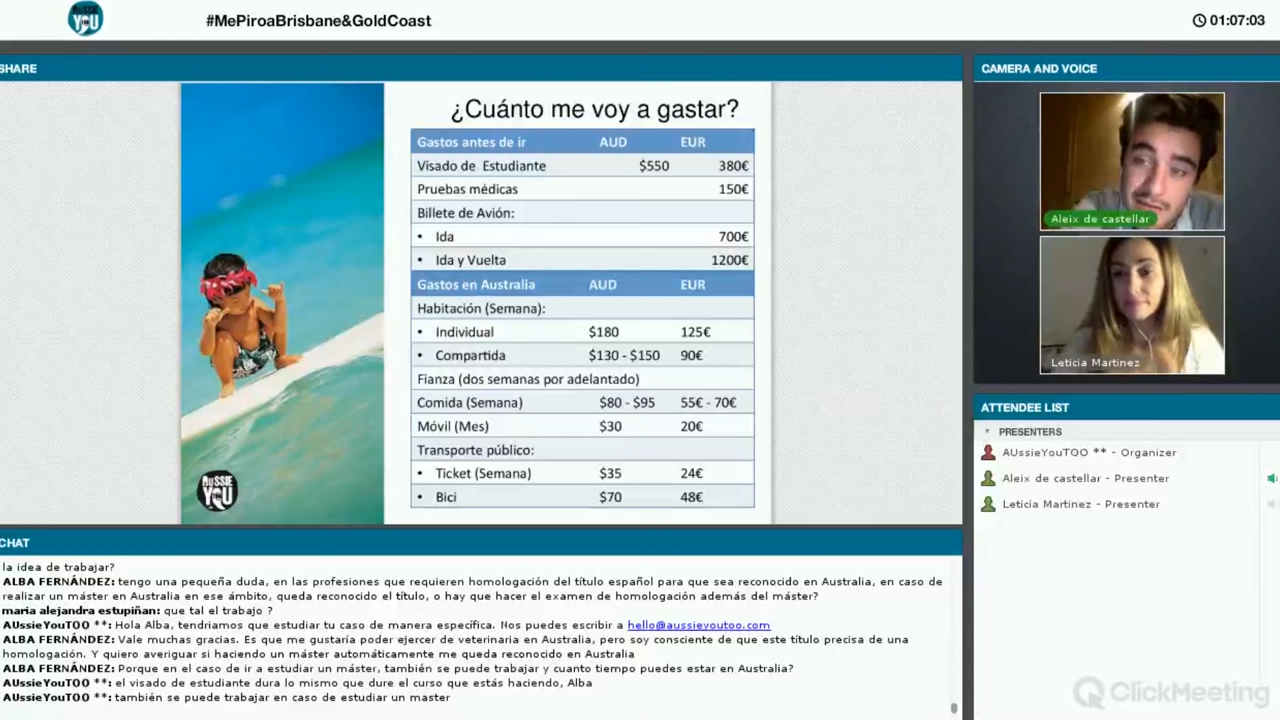 AUSSIE YOU
#MePiroaBrisbane&GoldCoast
01:07:03
SHARE
CAMERA AND VOICE
¿Cuánto me voy a gastar?
Gastos antes de ir AUD EUR
Visado de Estudiante $550 380€
Pruebas médicas 150€
Billete de Avión:
• Ida 700€
• Ida y Vuelta 1200€
Gastos en Australia AUD EUR
Habitación (Semana):
• Individual $180 125€
• Compartida $130 - $150 90€
Fianza (dos semanas por adelantado)
Comida (Semana) $80 - $95 55€ - 70€
Móvil (Mes) $30 20€
Transporte público:
• Ticket (Semana) $35 24€
• Bici $70 48€
AUSSIE YOU
Aleix de castellar
Leticia Martinez
ATTENDEE LIST
PRESENTERS
AUssieYouTOO ** - Organizer
Aleix de castellar - Presenter
Leticia Martinez - Presenter
CHAT
la idea de trabajar?
ALBA FERNÁNDEZ: tengo una pequeña duda, en las profesiones que requieren homologación del título español para que sea reconocido en Australia, en caso de
realizar un máster en Australia en ese ámbito, queda reconocido el título, o hay que hacer el examen de homologación además del máster?
maria alejandra estupiñan: que tal el trabajo ?
AUssieYouTOO **: Hola Alba, tendriamos que estudiar tu caso de manera específica. Nos puedes escribir a hello@aussieyoutoo.com
ALBA FERNÁNDEZ: Vale muchas gracias. Es que me gustaría poder ejercer de veterinaria en Australia, pero soy consciente de que este título precisa de una
homologación. Y quiero averiguar si haciendo un máster automáticamente me queda reconocido en Australia
ALBA FERNÁNDEZ: Porque en el caso de ir a estudiar un máster, también se puede trabajar y cuanto tiempo puedes estar en Australia?
AUssieYouTOO **: el visado de estudiante dura lo mismo que dure el curso que estás haciendo, Alba
AUssieYouTOO **: también se puede trabajar en caso de estudiar un master
ClickMeeting